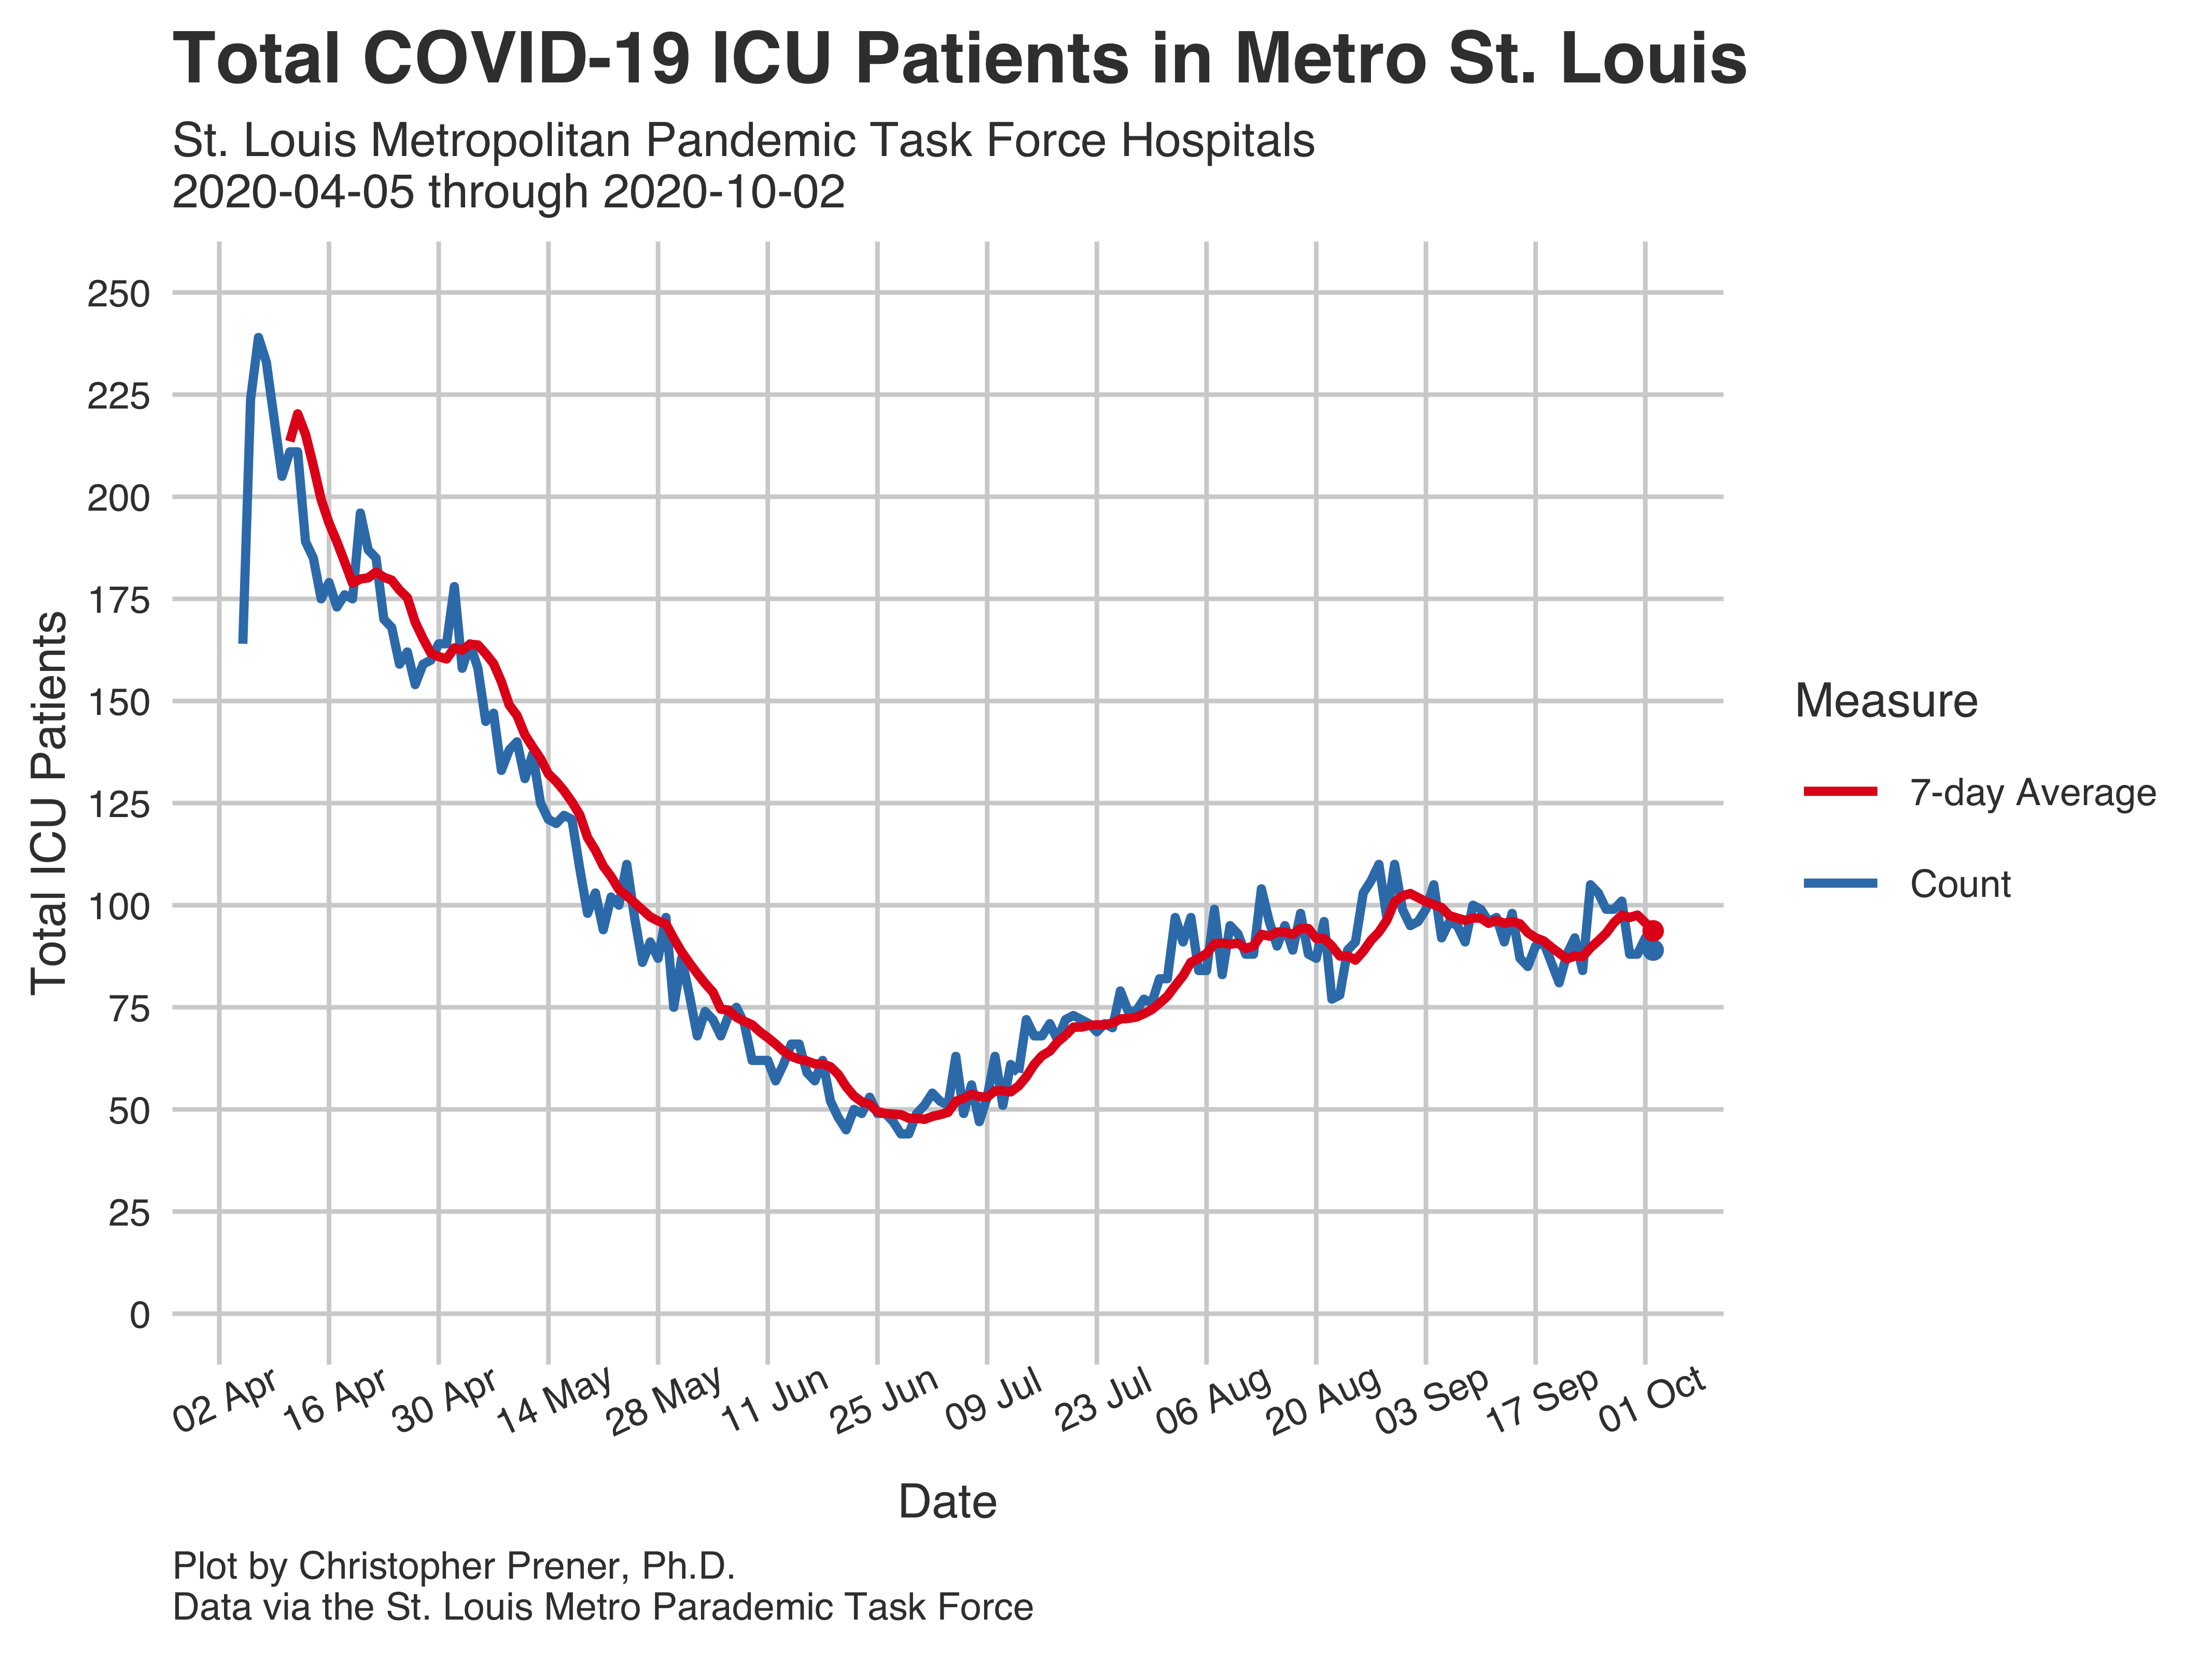 Total COVID-19 ICU Patients in Metro St. Louis
St. Louis Metropolitan Pandemic Task Force Hospitals
2020-04-05 through 2020-10-02
Total ICU Patients
250
225
200
175
150
125
100
75
50
25
0
02 Apr
16 Apr
30 Apr
14 May
28 May
11 Jun
25 Jun
09 Jul
23 Jul
06 Aug
20 Aug
03 Sep
17 Sep
01 Oct
Date
Measure
7-day Average
Count
Plot by Christopher Prener, Ph.D.
Data via the St. Louis Metro Parademic Task Force